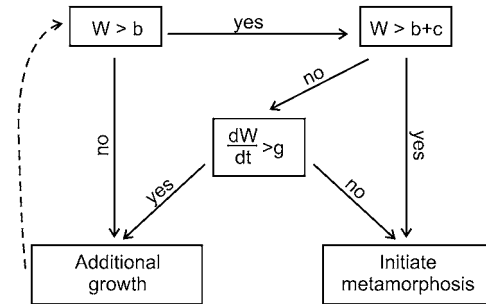 W > b
yes
W > b+c
no
no
dW
dt >g
yes
yes
no
Additional
growth
Initiate
metamorphosis